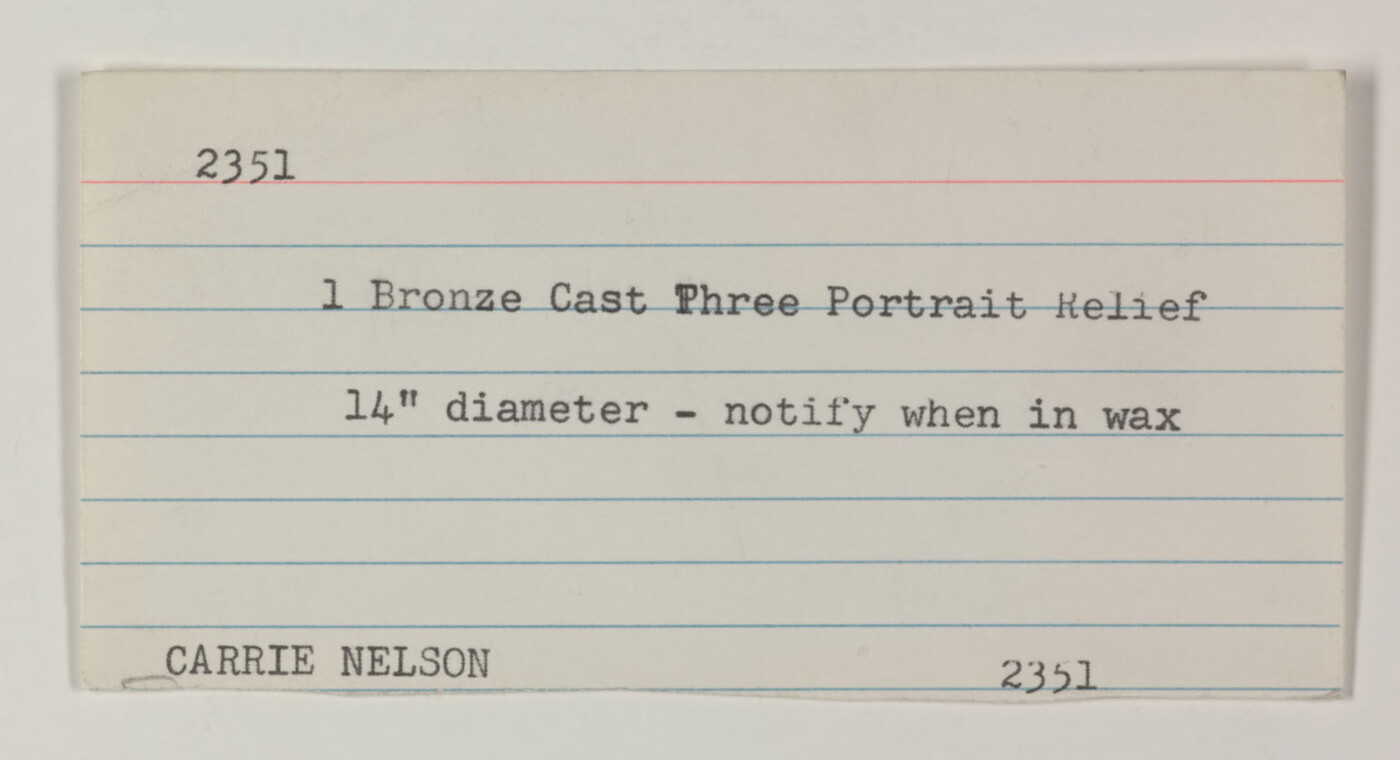 2351
1 Bronze Cast Three Portrait Relief
14" diameter - notify when in wax
CARRIE NELSON 2351